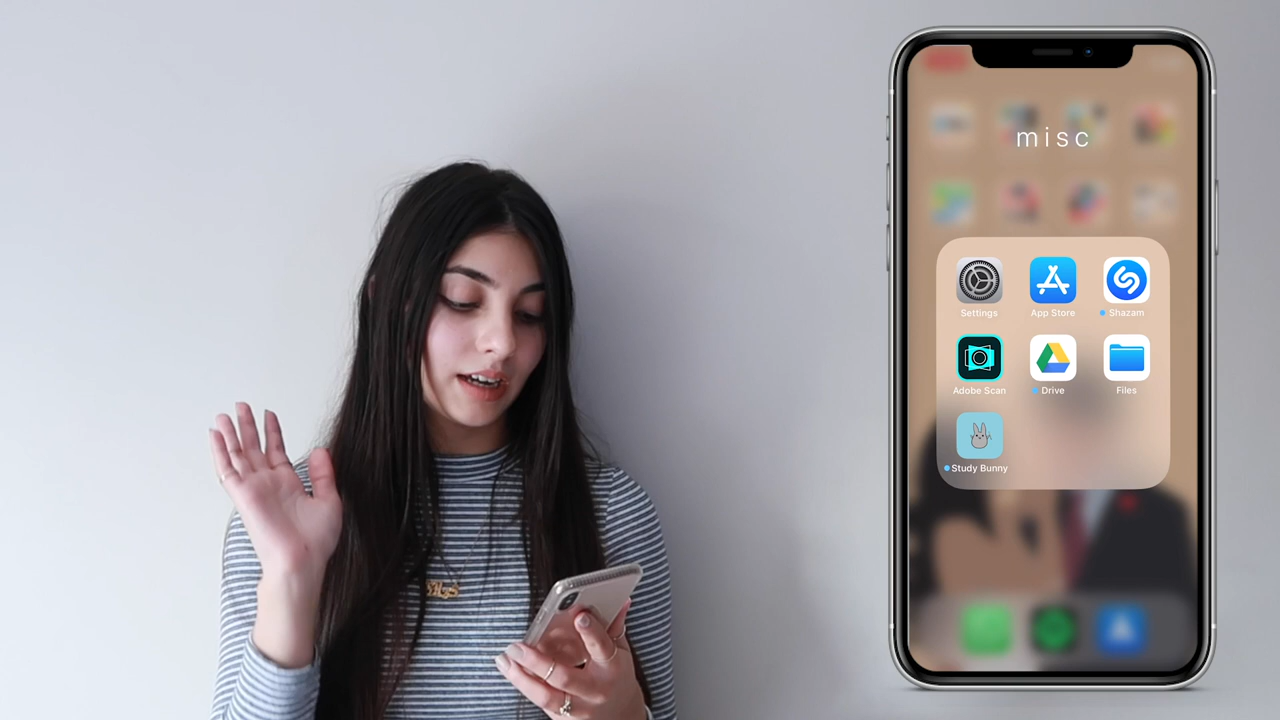 misc
Settings
App Store
Shazam
Adobe Scan
Drive
Files
Study Bunny